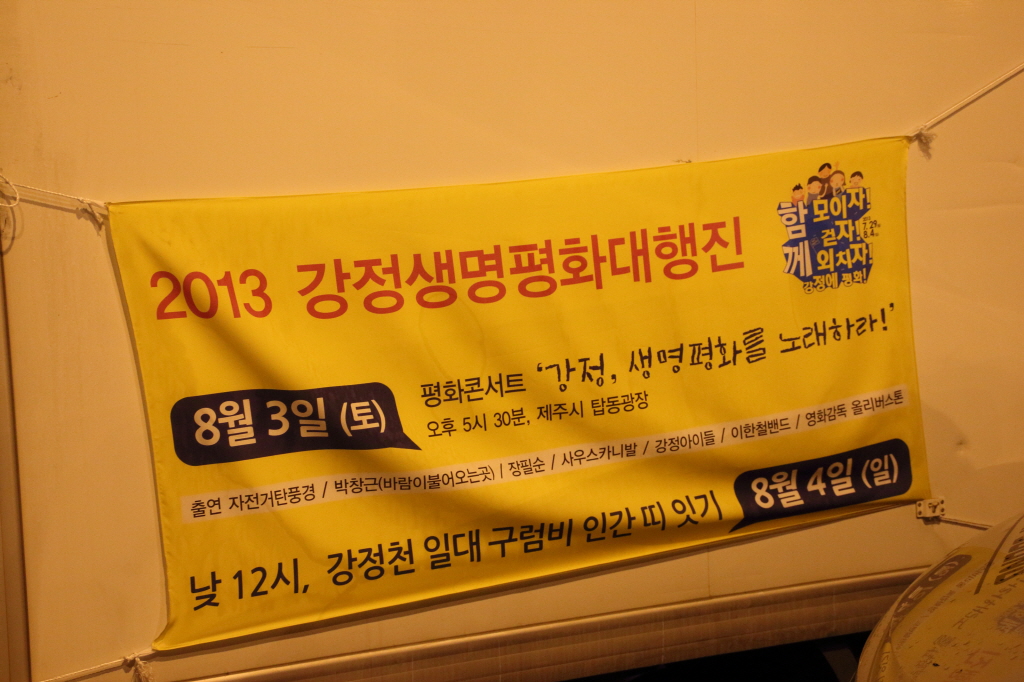 2013 강정생명평화대행진
함께
모이자!
걷자!
7.29
8.4
외치자!
강정에 평화!
8월 3일 (토)
평화콘서트 '강정, 생명평화를 노래하라!'
오후 5시 30분, 제주시 탑동광장
출연 자전거탄풍경 / 박창근(바람이불어오는곳) | 장필순 / 사우스카니발 / 강정아이들 / 이한철밴드 / 영화감독 올리버스톤
낮 12시, 강정천 일대 구럼비 인간 띠 잇기
8월 4일 (일)